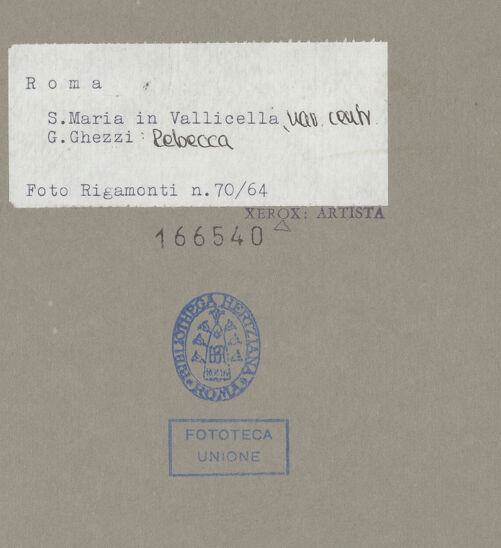 Roma
S.Maria in Vallicella, nav. centr.
G.Ghezzi: Rebecca
Foto Rigamonti n.70/64
XEROX: ARTISTA
166540
BIBLIOTHECA HERTZIANA
ROMA
FOTOTECA
UNIONE